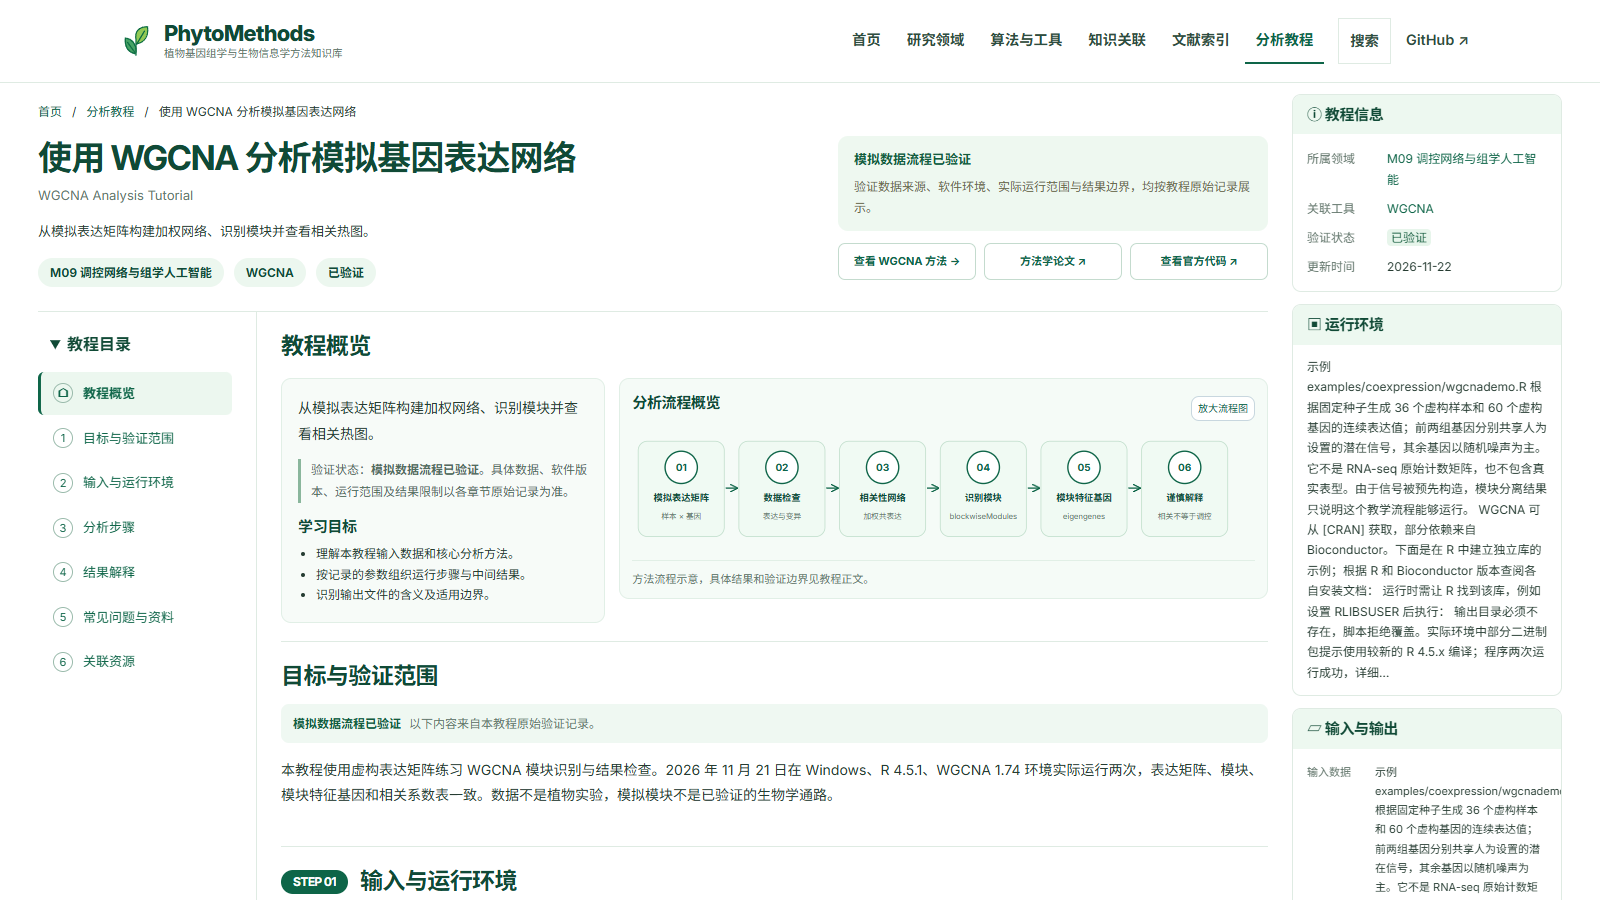 PhytoMethods
植物基因组学与生物信息学方法知识库
首页
研究领域
算法与工具
知识关联
文献索引
分析教程
搜索
GitHub ↗
首页 / 分析教程 / 使用 WGCNA 分析模拟基因表达网络
使用 WGCNA 分析模拟基因表达网络
WGCNA Analysis Tutorial
从模拟表达矩阵构建加权网络、识别模块并查看相关热图。
M09 调控网络与组学人工智能
WGCNA
已验证
模拟数据流程已验证
验证数据来源、软件环境、实际运行范围与结果边界，均按教程原始记录展
示。
查看 WGCNA 方法 →
方法学论文 ↗
查看官方代码 ↗
▼ 教程目录
教程概览
1 目标与验证范围
2 输入与运行环境
3 分析步骤
4 结果解释
5 常见问题与资料
6 关联资源
教程概览
从模拟表达矩阵构建加权网络、识别模块并查
看相关热图。
验证状态：模拟数据流程已验证。具体数据、软件版
本、运行范围及结果限制以各章节原始记录为准。
学习目标
• 理解本教程输入数据和核心分析方法。
• 按记录的参数组织运行步骤与中间结果。
• 识别输出文件的含义及适用边界。
分析流程概览
放大流程图
01
模拟表达矩阵
样本 × 基因
02
数据检查
表达与变异
03
相关性网络
加权共表达
04
识别模块
blockwiseModules
05
模块特征基因
eigengenes
06
谨慎解释
相关不等于调控
方法流程示意，具体结果和验证边界见教程正文。
目标与验证范围
模拟数据流程已验证 以下内容来自本教程原始验证记录。
本教程使用虚构表达矩阵练习 WGCNA 模块识别与结果检查。2026 年 11 月 21 日在 Windows、R 4.5.1、WGCNA 1.74 环境实际运行两次，表达矩阵、模块、
模块特征基因和相关系数表一致。数据不是植物实验，模拟模块不是已验证的生物学通路。
STEP 01 输入与运行环境
ⓘ 教程信息
所属领域 M09 调控网络与组学人工智
能
关联工具 WGCNA
验证状态 已验证
更新时间 2026-11-22
▣ 运行环境
示例
examples/coexpression/wgcnademo.R 根
据固定种子生成 36 个虚构样本和 60 个虚构
基因的连续表达值；前两组基因分别共享人为
设置的潜在信号，其余基因以随机噪声为主。
它不是 RNA-seq 原始计数矩阵，也不包含真
实表型。由于信号被预先构造，模块分离结果
只说明这个教学流程能够运行。 WGCNA 可
从 [CRAN] 获取，部分依赖来自
Bioconductor。下面是在 R 中建立独立库的
示例；根据 R 和 Bioconductor 版本查阅各
自安装文档： 运行时需让 R 找到该库，例如
设置 RLIBSUSER 后执行： 输出目录必须不
存在，脚本拒绝覆盖。实际环境中部分二进制
包提示使用较新的 R 4.5.x 编译；程序两次运
行成功，详细...
▱ 输入与输出
输入数据 示例
examples/coexpression/wgcnadem
根据固定种子生成 36 个虚构样本
和 60 个虚构基因的连续表达值；
前两组基因分别共享人为设置的潜
在信号，其余基因以随机噪声为
主。它不是 RNA-seq 原始计数矩